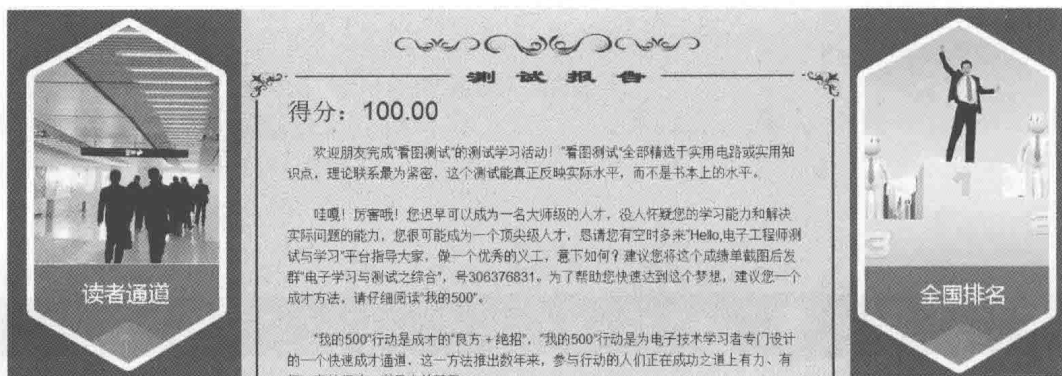 测试报告
得分：100.00
欢迎朋友完成"看图测试"的测试学习活动！"看图测试"全部精选于实用电路或实用知
识点，理论联系最为紧密，这个测试能真正反映实际水平，而不是书本上的水平。
哇嘎！厉害哦！您迟早可以成为一名大师级的人才，没人怀疑您的学习能力和解决
实际问题的能力，您很可能成为一个顶尖级人才，恳请您有空时多来"Hello,电子工程师测
试与学习"平台指导大家，做一个优秀的义工，意下如何？建议您将这个成绩单截图后发
群"电子学习与测试之综合"，号306376831。为了帮助您快速达到这个梦想，建议您一个
成才方法，请仔细阅读"我的500"。
"我的500"行动是成才的"良方＋绝招"，"我的500"行动是为电子技术学习者专门设计
的一个快速成才通道，这一方法推出数年来，参与行动的人们正在成功之道上有力、有
读者通道
1
3
全国排名